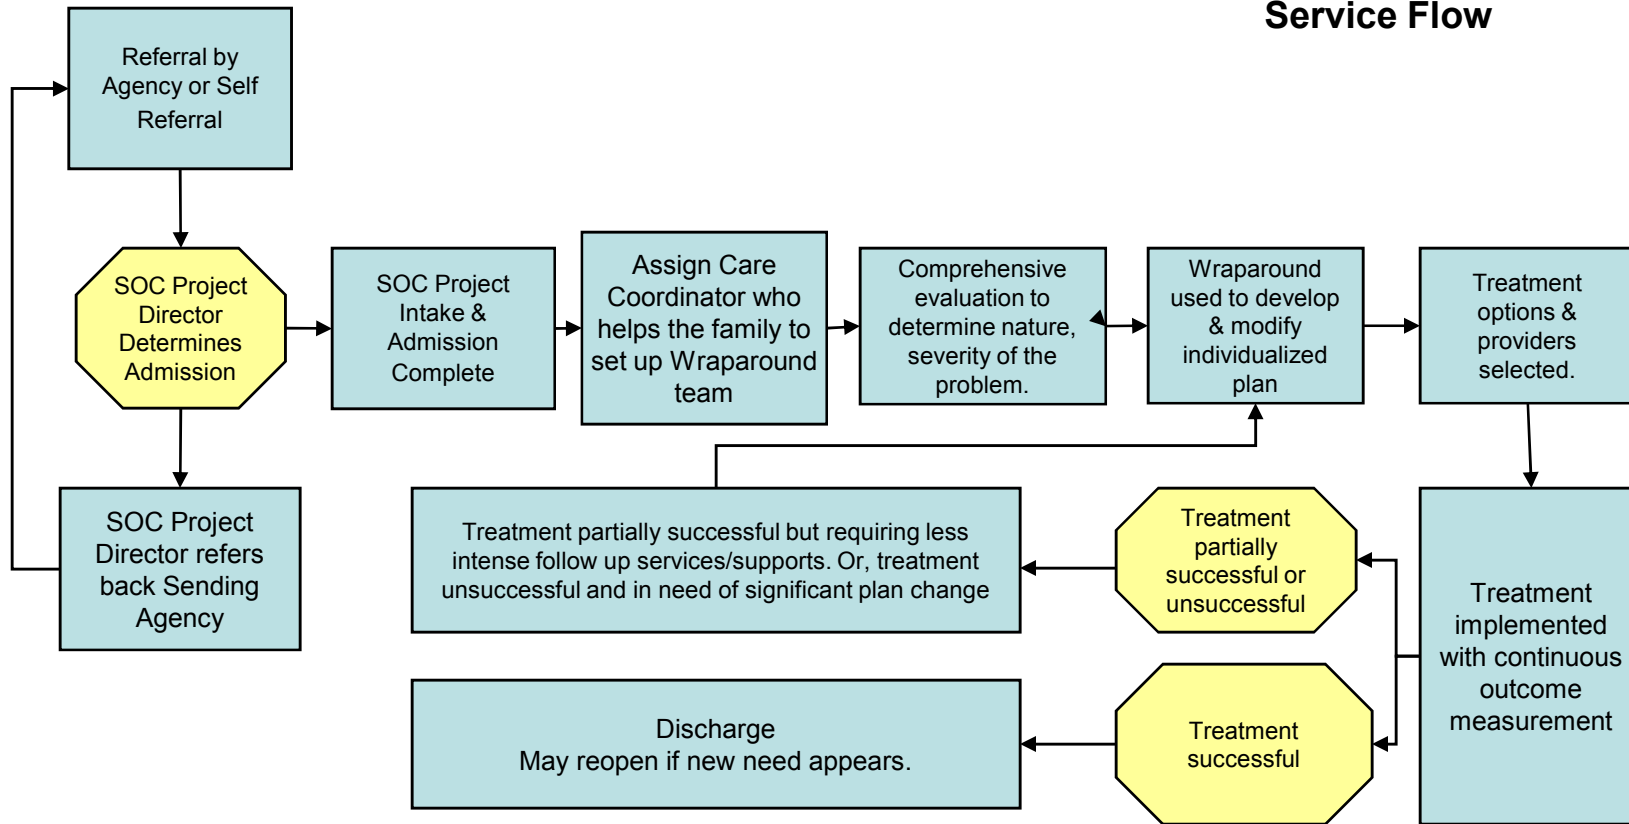 Service Flow
Referral by
Agency or Self
Referral
SOC Project
Director
Determines
Admission
SOC Project
Intake &
Admission
Complete
Assign Care
Coordinator who
helps the family to
set up Wraparound
team
Comprehensive
evaluation to
determine nature,
severity of the
problem.
Wraparound
used to develop
& modify
individualized
plan
Treatment
options &
providers
selected.
SOC Project
Director refers
back Sending
Agency
Treatment partially successful but requiring less
intense follow up services/supports. Or, treatment
unsuccessful and in need of significant plan change
Treatment
partially
successful or
unsuccessful
Treatment
implemented
with continuous
outcome
measurement
Discharge
May reopen if new need appears.
Treatment
successful